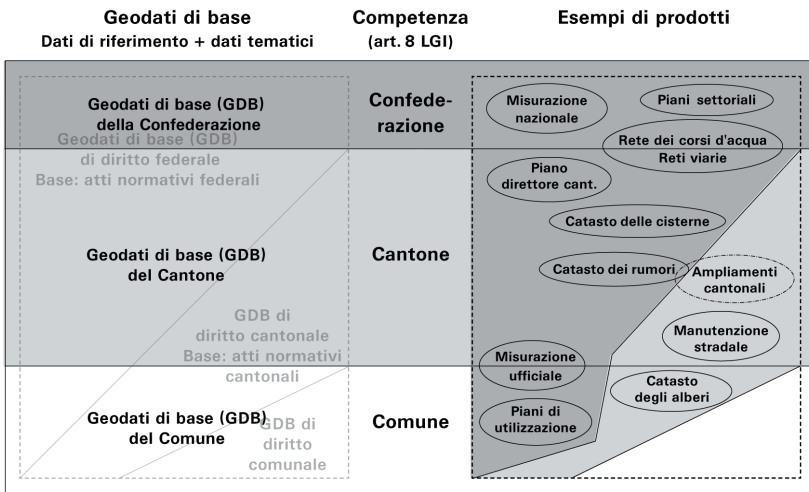 Geodati di base
Dati di riferimento + dati tematici
Competenza
(art. 8 LGI)
Esempi di prodotti
Geodati di base (GDB)
della Confederazione
Geodati di base (GDB)
di diritto federale
Base: atti normativi federali
Confede-
razione
Misurazione
nazionale
Piani settoriali
Rete dei corsi d'acqua
Reti viarie
Piano
direttore cant.
Catasto delle cisterne
Geodati di base (GDB)
del Cantone
Cantone
Catasto dei rumori
Ampliamenti
cantonali
GDB di
diritto cantonale
Base: atti normativi
cantonali
Manutenzione
stradale
Misurazione
ufficiale
Catasto
degli alberi
Geodati di base (GDB)
del Comune
GDB di
diritto
comunale
Comune
Piani di
utilizzazione